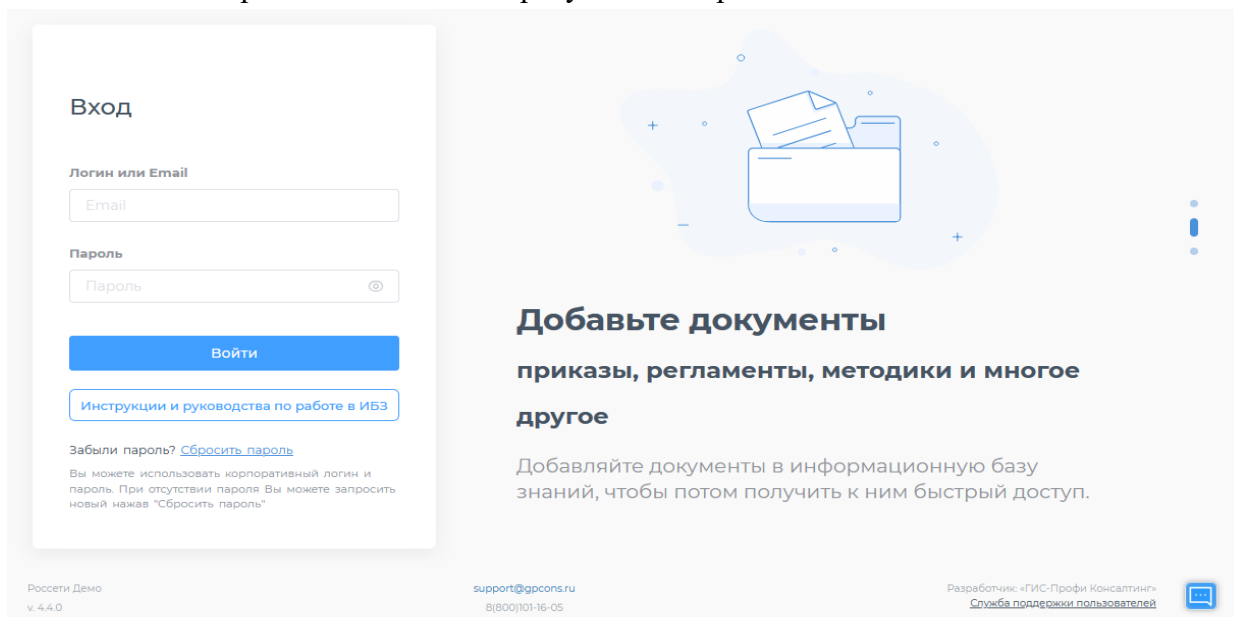 Вход
Логин или Email
Email
Пароль
Пароль
Войти
Инструкции и руководства по работе в ИБЗ
Забыли пароль? Сбросить пароль
Вы можете использовать корпоративный логин и
пароль. При отсутствии пароля Вы можете запросить
новый нажав "Сбросить пароль"
Добавьте документы
приказы, регламенты, методики и многое
другое
Добавляйте документы в информационную базу
знаний, чтобы потом получить к ним быстрый доступ.
Россети Демо
v. 4.4.0
support@gpcons.ru
8(800)101-16-05
Разработчик: «ГИС-Профи Консалтинг»
Служба поддержки пользователей